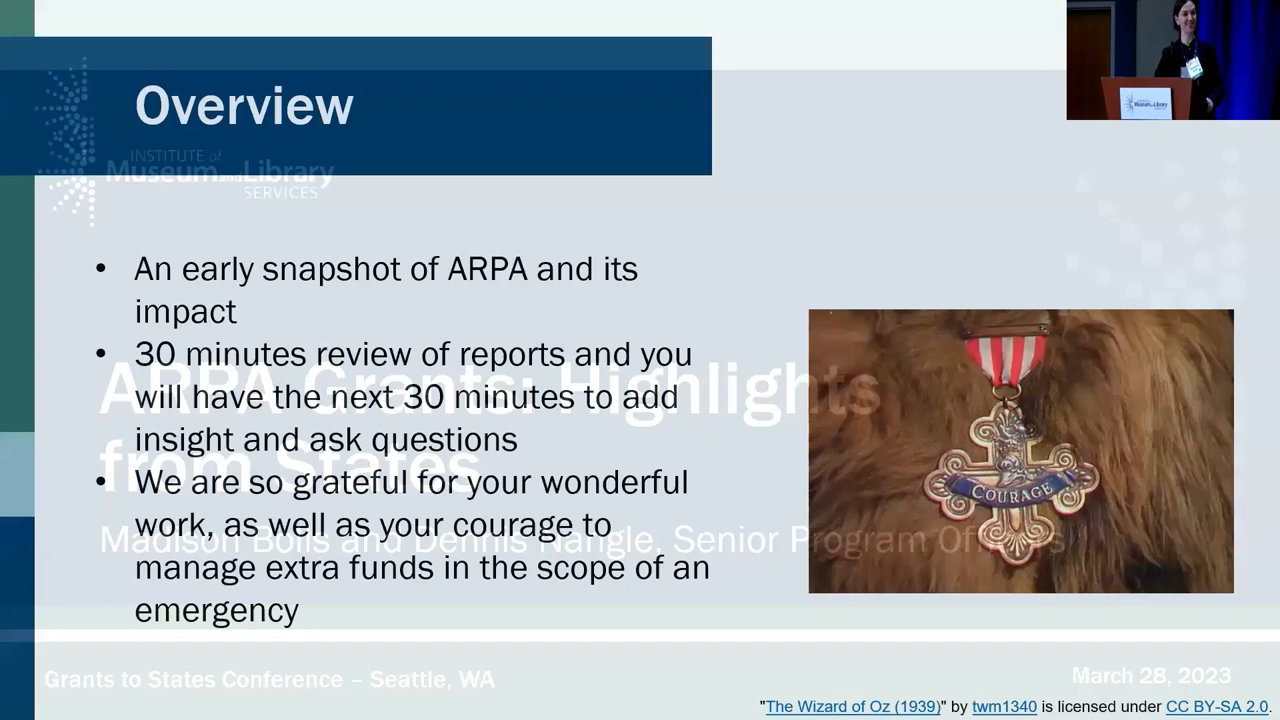 Overview
INSTITUTE of
Museum and Library
SERVICES
• An early snapshot of ARPA and its
impact
• 30 minutes review of reports and you
will have the next 30 minutes to add
insight and ask questions
• We are so grateful for your wonderful
work, as well as your courage to
manage extra funds in the scope of an
emergency
ARPA Grants: Highlights
from States
Madison Bolls and Dennis Nangle, Senior Program Officers
COURAGE
Grants to States Conference – Seattle, WA
March 28, 2023
"The Wizard of Oz (1939)" by twm1340 is licensed under CC BY-SA 2.0.
Museum and Library